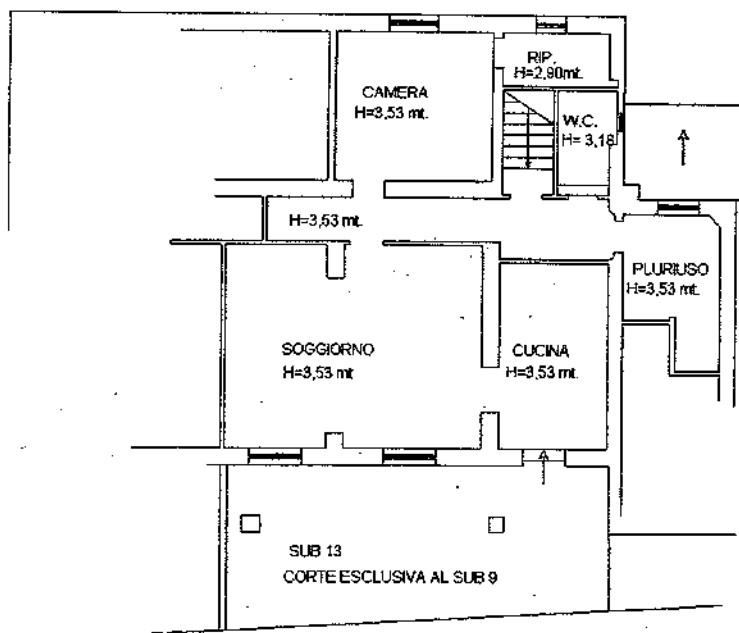 RIP.
H=2,90mt.
CAMERA
H=3,53 mt.
W.C.
H= 3,18
H=3,53 mt.
PLURIUSO
H=3,53 mt.
SOGGIORNO
H=3,53 mt
CUCINA
H=3,53 mt.
SUB 13
CORTE ESCLUSIVA AL SUB 9